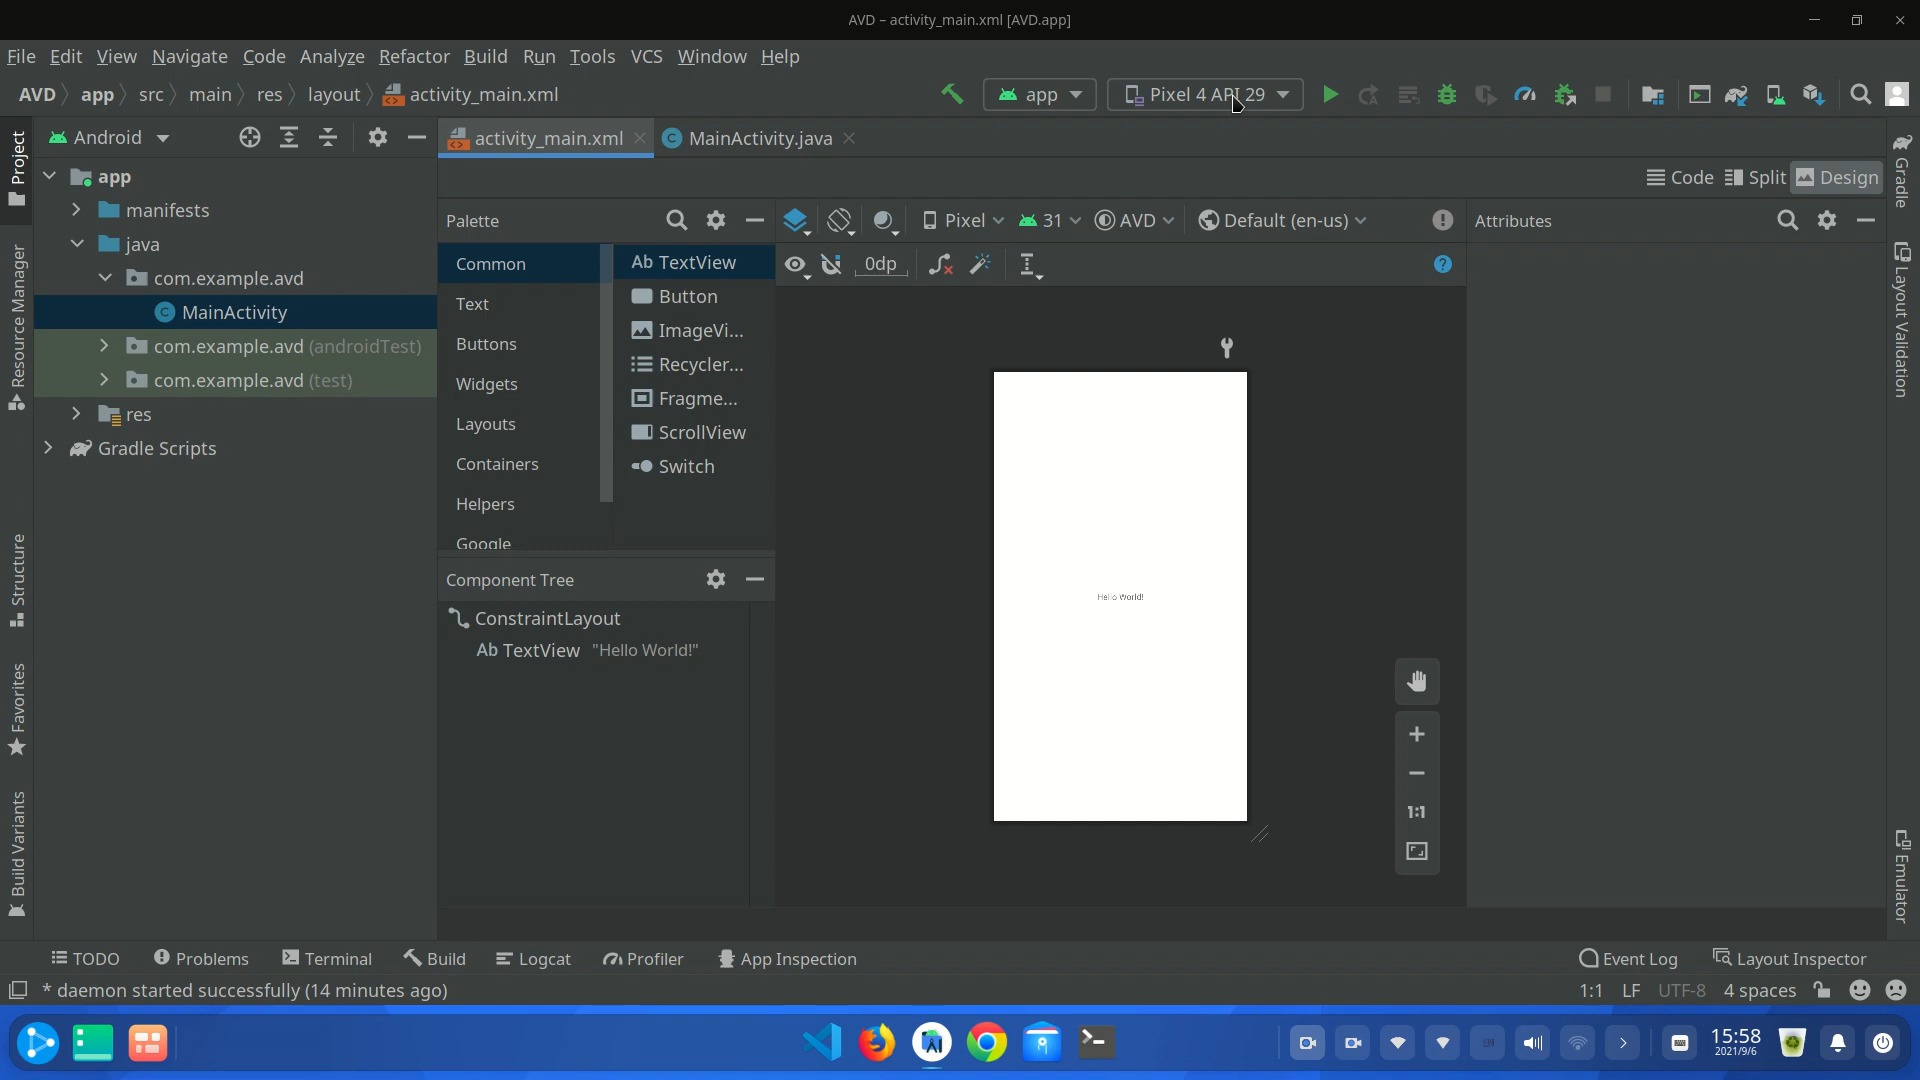 AVD – activity_main.xml [AVD.app]
File Edit View Navigate Code Analyze Refactor Build Run Tools VCS Window Help
AVD app src main res layout activity_main.xml
app Pixel 4 API 29
Project
Resource Manager
Structure
Favorites
Build Variants
Android
app
manifests
java
com.example.avd
MainActivity
com.example.avd (androidTest)
com.example.avd (test)
res
Gradle Scripts
activity_main.xml MainActivity.java
Code Split Design
Palette
Common
Text
Buttons
Widgets
Layouts
Containers
Helpers
Google
Ab TextView
Button
ImageVi...
Recycler...
Fragme...
ScrollView
Switch
Component Tree
ConstraintLayout
Ab TextView "Hello World!"
Pixel 31 AVD Default (en-us)
0dp
Hello World!
1:1
Attributes
Gradle
Layout Validation
Emulator
TODO Problems Terminal Build Logcat Profiler App Inspection Event Log Layout Inspector
* daemon started successfully (14 minutes ago) 1:1 LF UTF-8 4 spaces
15:58
2021/9/6